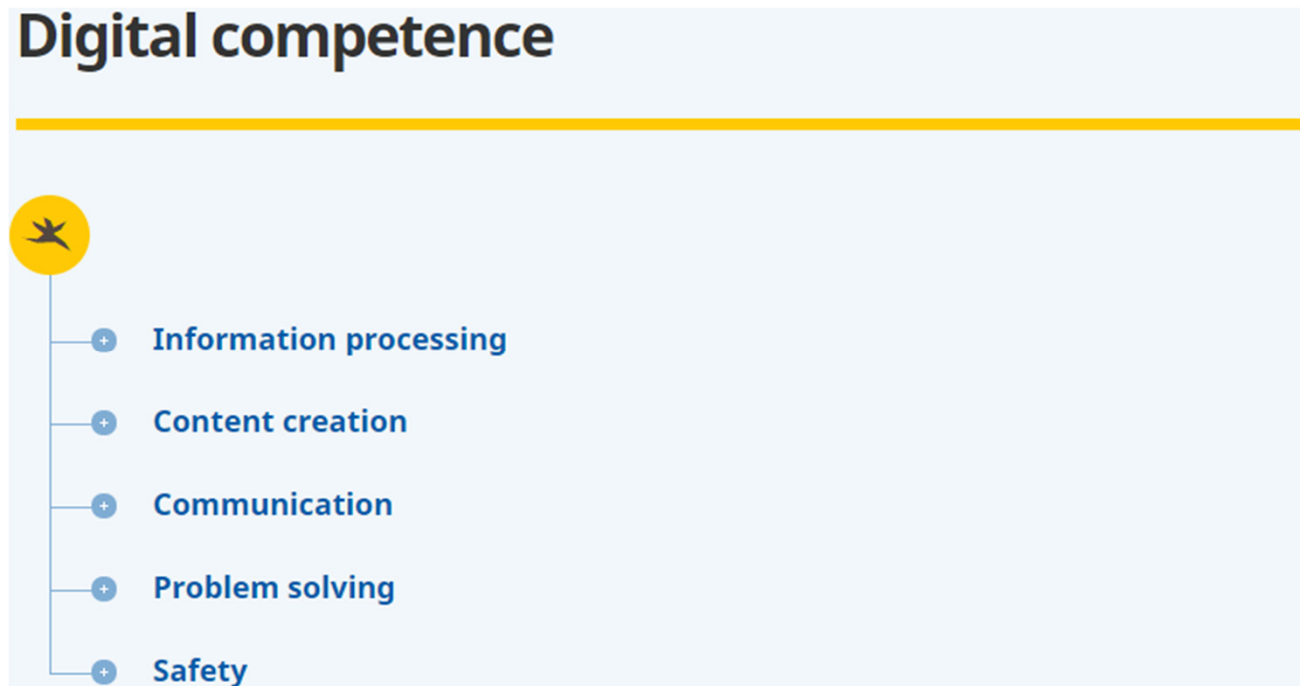 Digital competence
Information processing
Content creation
Communication
Problem solving
Safety